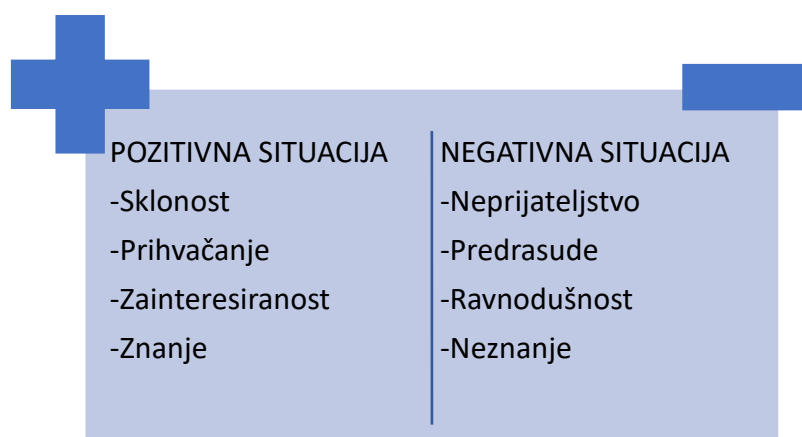 POZITIVNA SITUACIJA
-Sklonost
-Prihvačanje
-Zainteresiranost
-Znanje
NEGATIVNA SITUACIJA
-Neprijateljstvo
-Predrasude
-Ravnodušnost
-Neznanje